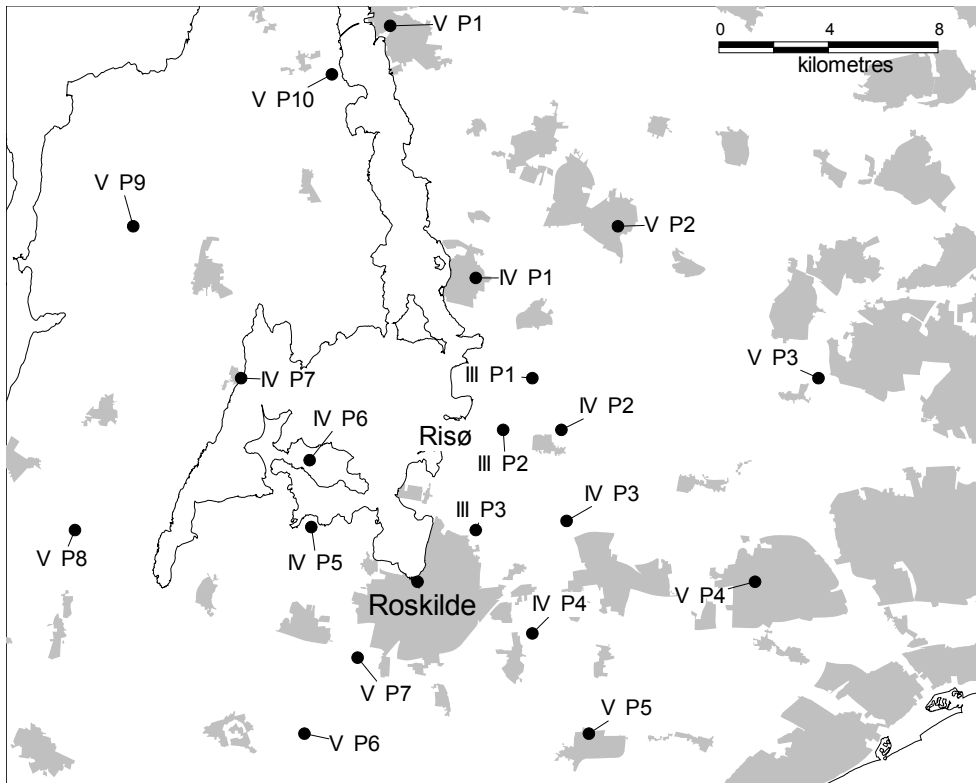 V P1
0 4 8
kilometres
V P10
V P9
V P2
IV P1
V P3
III P1
IV P7
IV P2
IV P6
Risø
III P2
III P3
IV P3
V P8
IV P5
V P4
Roskilde
IV P4
V P7
V P5
V P6